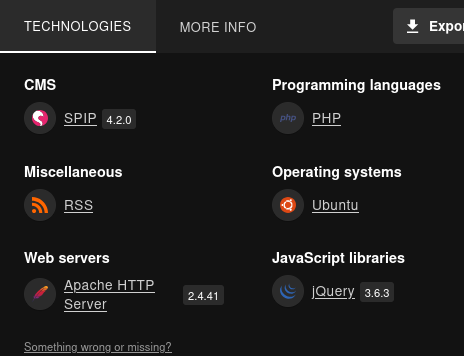 TECHNOLOGIES MORE INFO Expor
CMS
SPIP 4.2.0
Programming languages
php PHP
Miscellaneous
RSS
Operating systems
Ubuntu
Web servers
Apache HTTP
Server 2.4.41
JavaScript libraries
jQuery 3.6.3
Something wrong or missing?